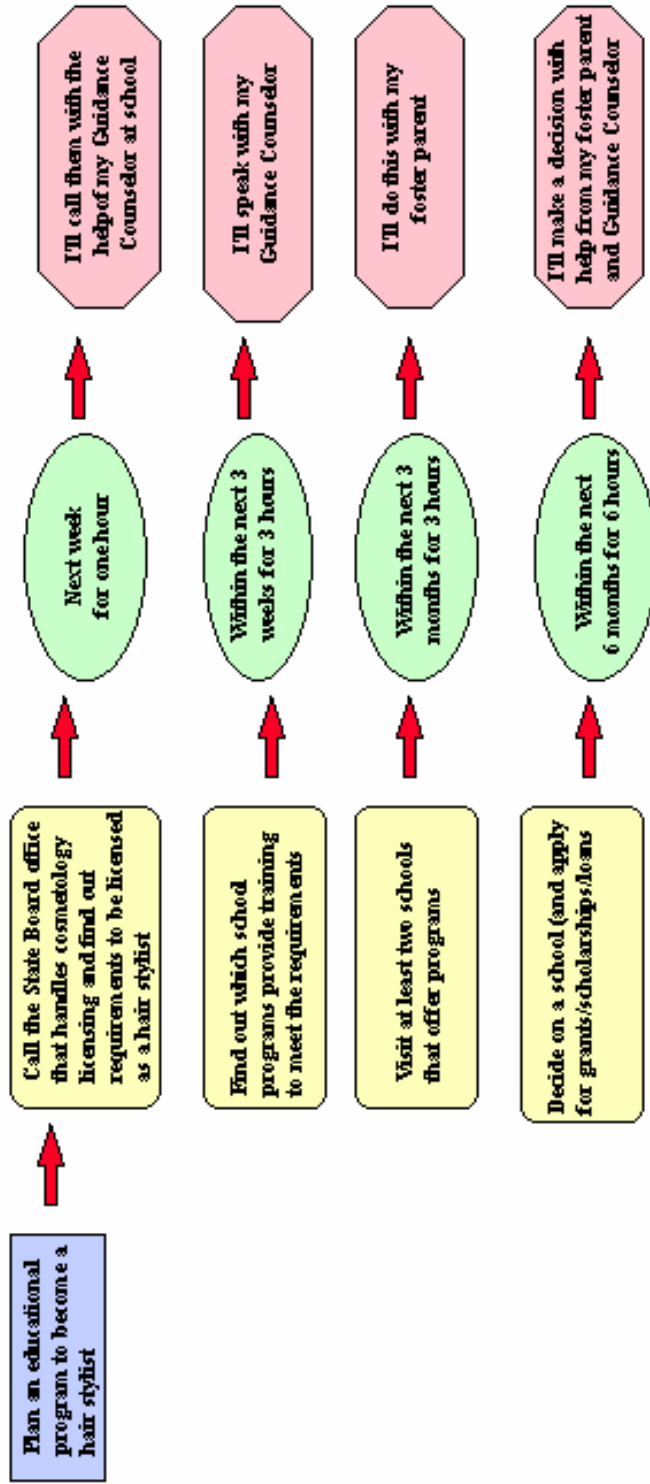 Plan an educational
program to become a
hair stylist
Call the State Board office
that handles cosmetology
licensing and find out
requirements to be licensed
as a hair stylist
Next week
for one hour
I'll call them with the
help of my Guidance
Counselor at school
Find out which school
programs provide training
to meet the requirements
Within the next 3
weeks for 3 hours
I'll speak with my
Guidance Counselor
Visit at least two schools
that offer programs
Within the next 3
months for 3 hours
I'll do this with my
foster parent
Decide on a school (and apply
for grants/scholarships/loans
Within the next
6 months for 6 hours
I'll make a decision with
help from my foster parent
and Guidance Counselor